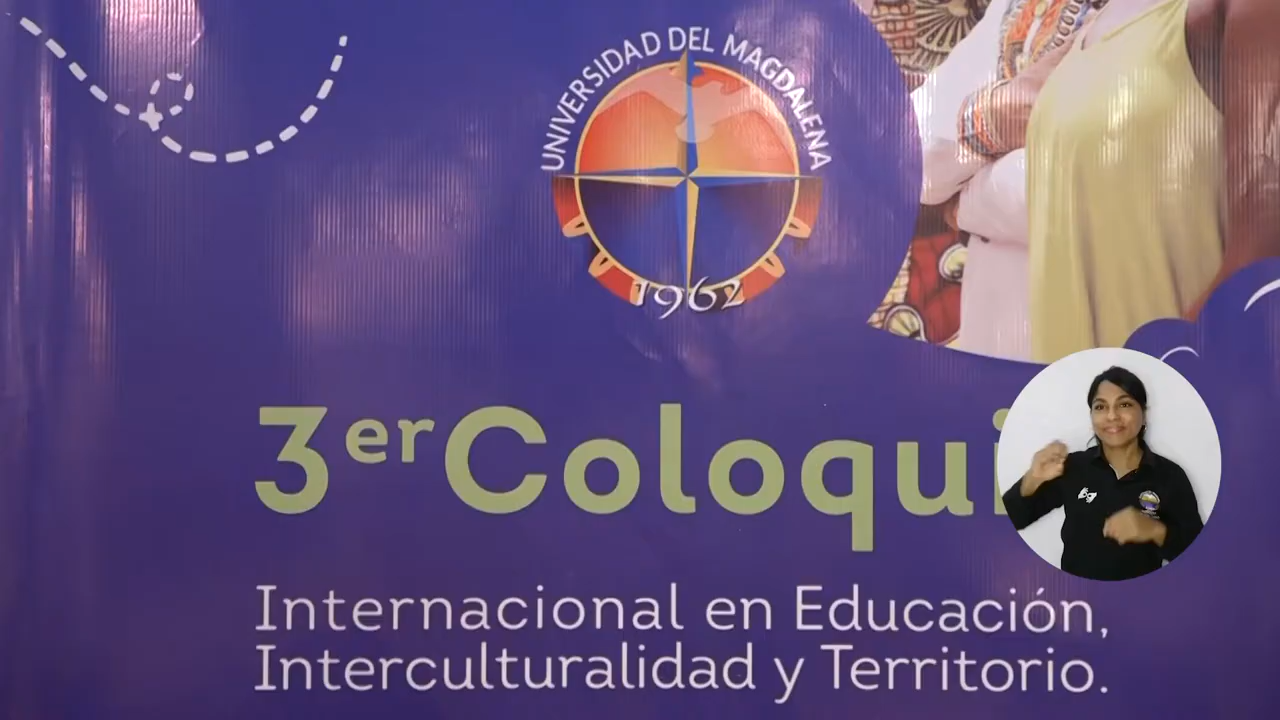 UNIVERSIDAD DEL MAGDALENA
1962
3er Coloqui
Internacional en Educación,
Interculturalidad y Territorio.